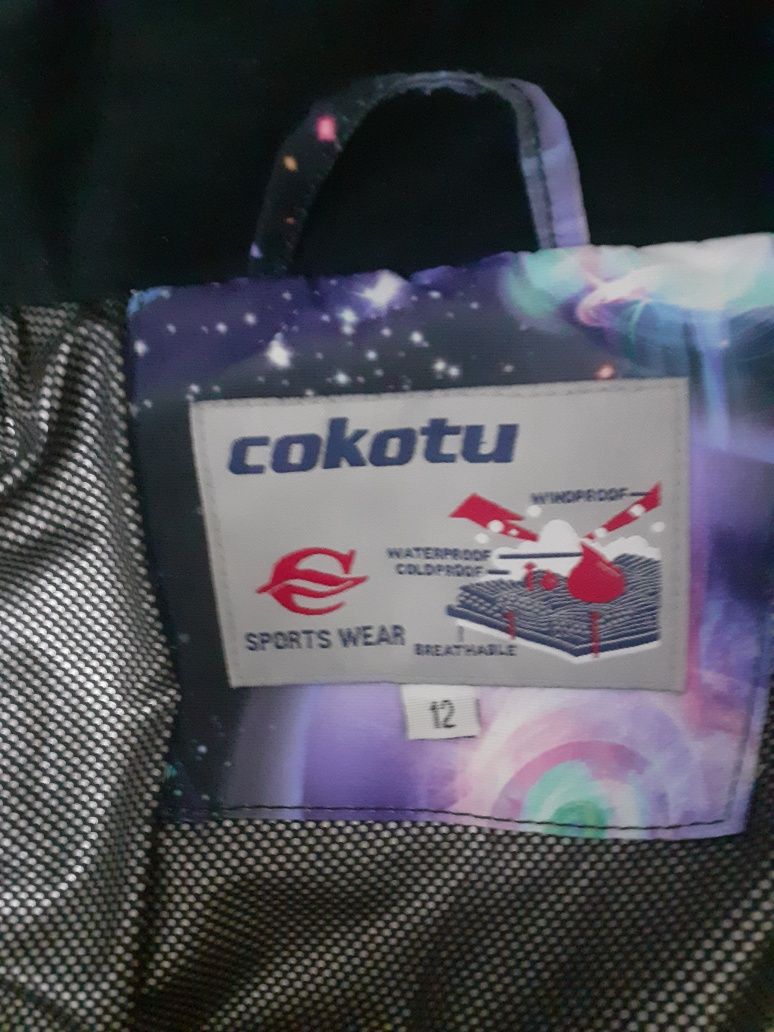 cokotu
WINDPROOF
WATERPROOF
COLDPROOF
SPORTS WEAR
BREATHABLE
12